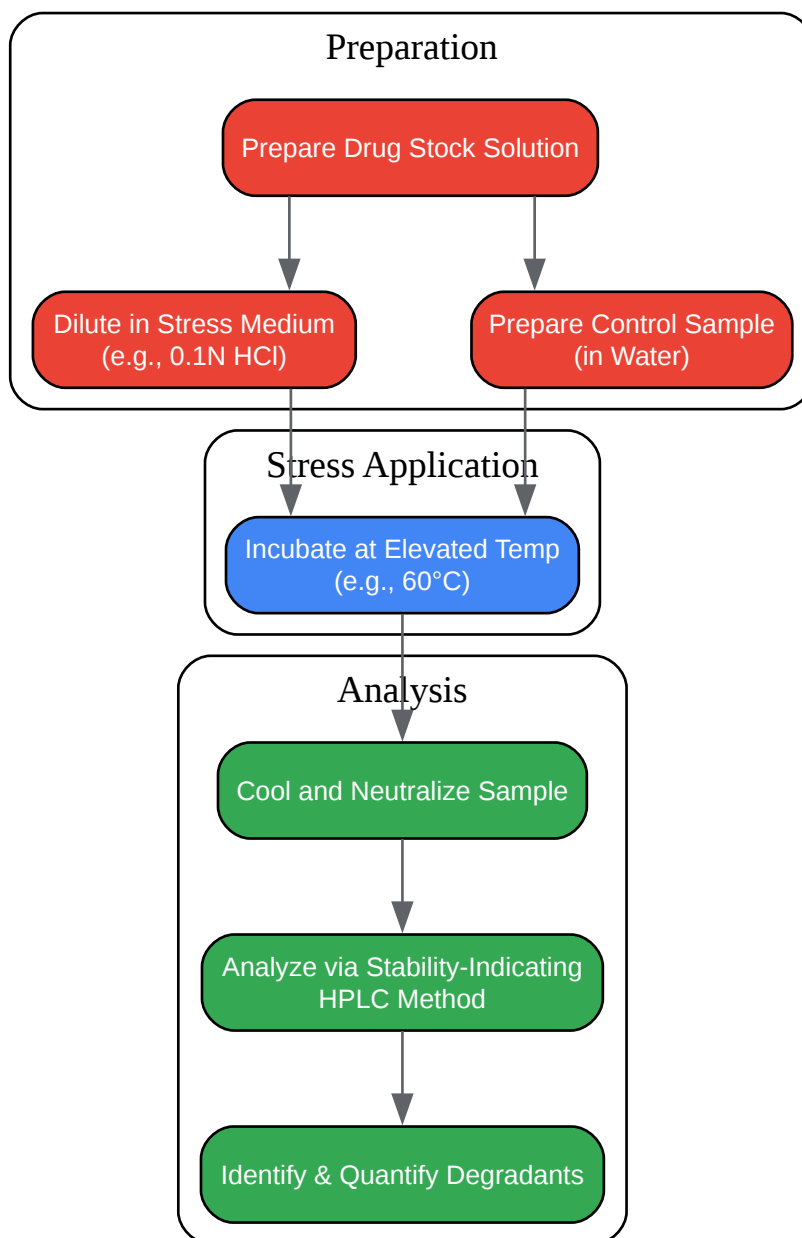 Preparation
Prepare Drug Stock Solution
Dilute in Stress Medium
(e.g., 0.1N HCl)
Prepare Control Sample
(in Water)
Stress Application
Incubate at Elevated Temp
(e.g., 60°C)
Analysis
Cool and Neutralize Sample
Analyze via Stability-Indicating
HPLC Method
Identify & Quantify Degradants